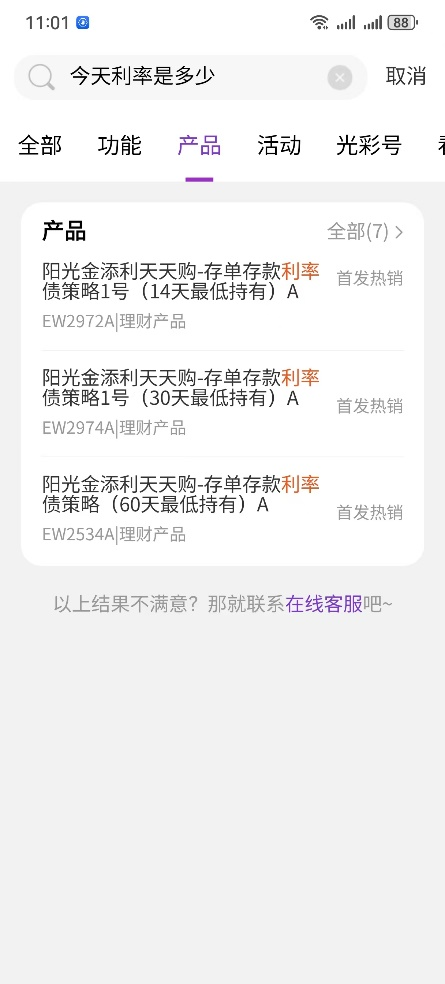 11:01
88
今天利率是多少
取消
全部 功能 产品 活动 光彩号
产品
全部(7)
阳光金添利天天购-存单存款利率
债策略1号（14天最低持有）A
首发热销
EW2972A|理财产品
阳光金添利天天购-存单存款利率
债策略1号（30天最低持有）A
首发热销
EW2974A|理财产品
阳光金添利天天购-存单存款利率
债策略（60天最低持有）A
首发热销
EW2534A|理财产品
以上结果不满意？那就联系在线客服吧~